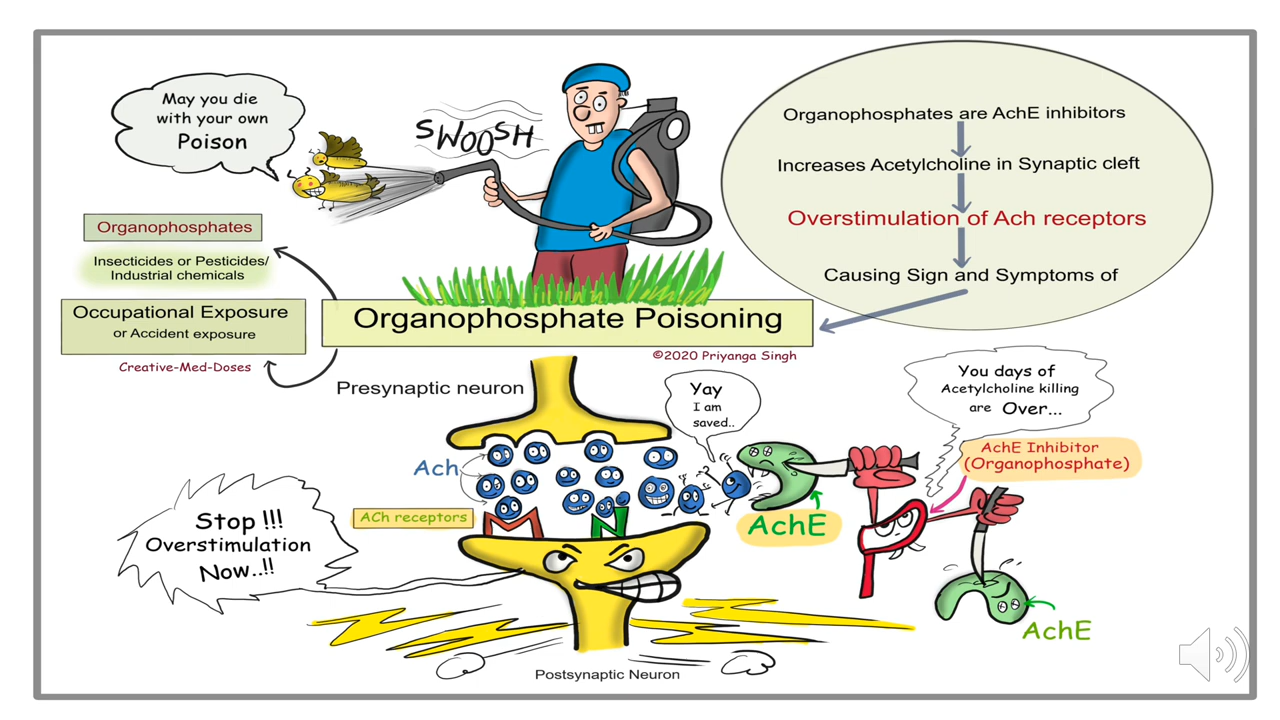 May you die
with your own
Poison
SWOOSH
Organophosphates are AchE inhibitors
Increases Acetylcholine in Synaptic cleft
Overstimulation of Ach receptors
Causing Sign and Symptoms of
Organophosphates
Insecticides or Pesticides/
Industrial chemicals
Occupational Exposure
or Accident exposure
Creative-Med-Doses
Organophosphate Poisoning
©2020 Priyanga Singh
Presynaptic neuron
Yay
I am
saved..
You days of
Acetylcholine killing
are Over...
AchE Inhibitor
(Organophosphate)
Ach
ACh receptors
M
N
AchE
Stop !!!
Overstimulation
Now..!!
AchE
Postsynaptic Neuron